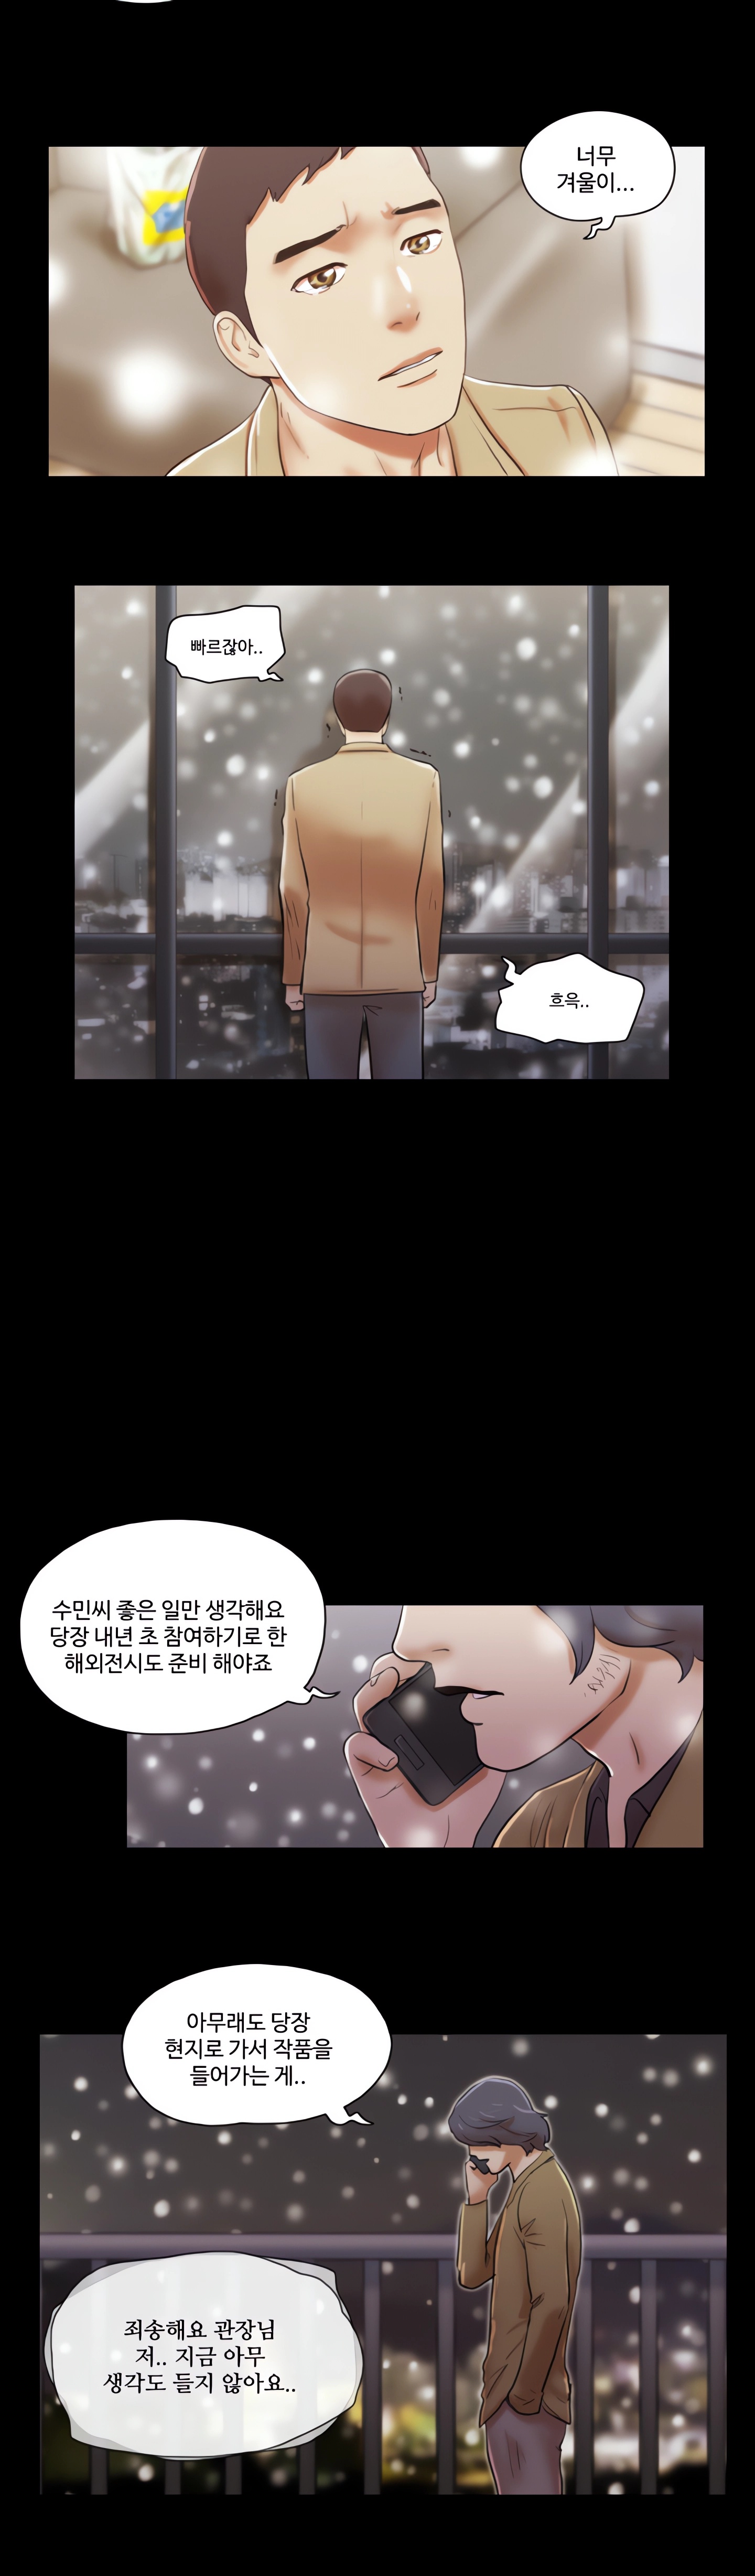 너무
겨울이...
빠르잖아..
흐윽..
수민씨 좋은 일만 생각해요
당장 내년 초 참여하기로 한
해외전시도 준비 해야죠
아무래도 당장
현지로 가서 작품을
들어가는 게..
죄송해요 관장님
저.. 지금 아무
생각도 들지 않아요..